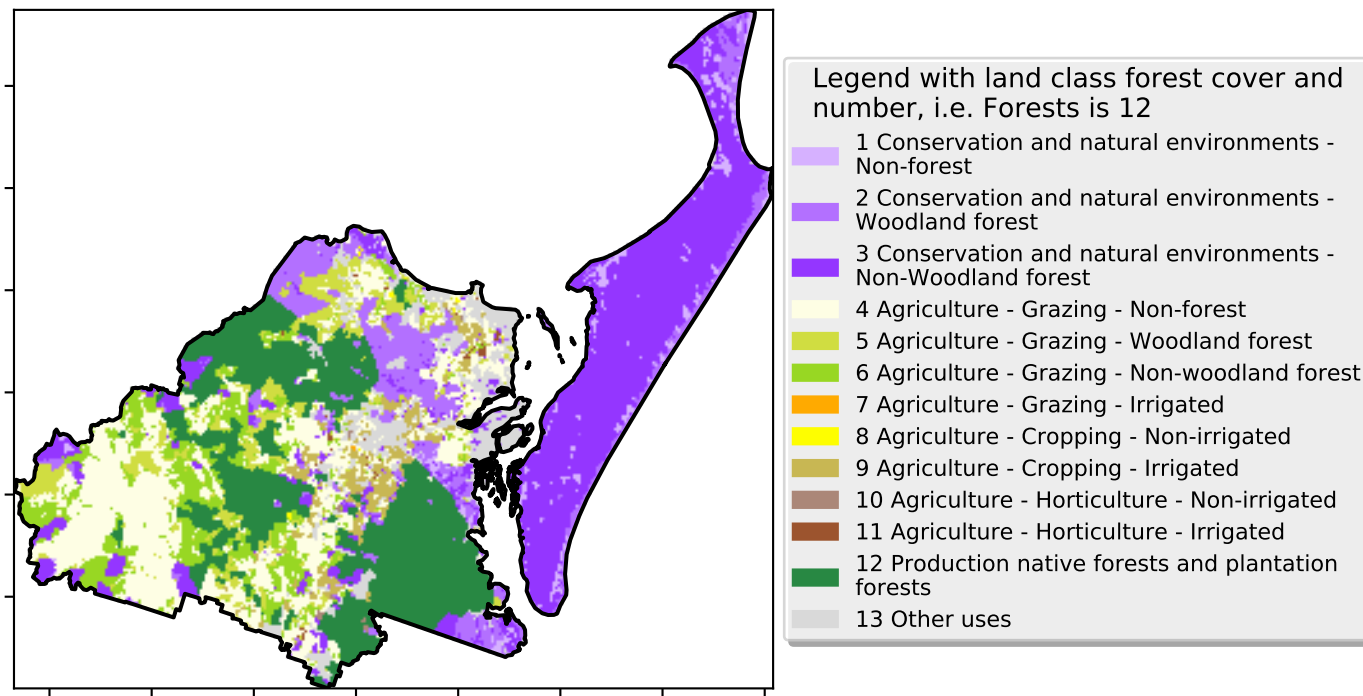 Legend with land class forest cover and
number, i.e. Forests is 12
1 Conservation and natural environments -
Non-forest
2 Conservation and natural environments -
Woodland forest
3 Conservation and natural environments -
Non-Woodland forest
4 Agriculture - Grazing - Non-forest
5 Agriculture - Grazing - Woodland forest
6 Agriculture - Grazing - Non-woodland forest
7 Agriculture - Grazing - Irrigated
8 Agriculture - Cropping - Non-irrigated
9 Agriculture - Cropping - Irrigated
10 Agriculture - Horticulture - Non-irrigated
11 Agriculture - Horticulture - Irrigated
12 Production native forests and plantation
forests
13 Other uses